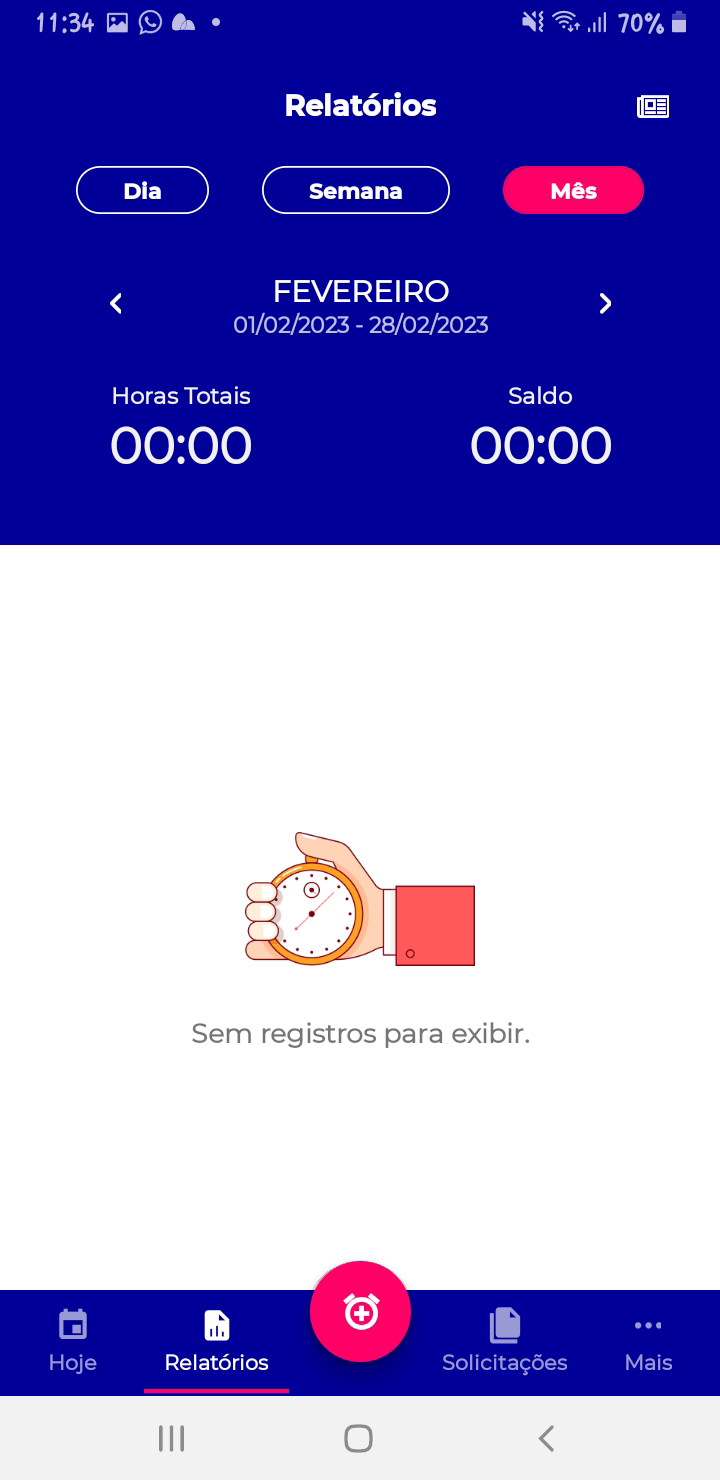 11:34
70%
Relatórios
Dia Semana Mês
FEVEREIRO
01/02/2023 - 28/02/2023
Horas Totais Saldo
00:00 00:00
Sem registros para exibir.
Hoje Relatórios Solicitações Mais